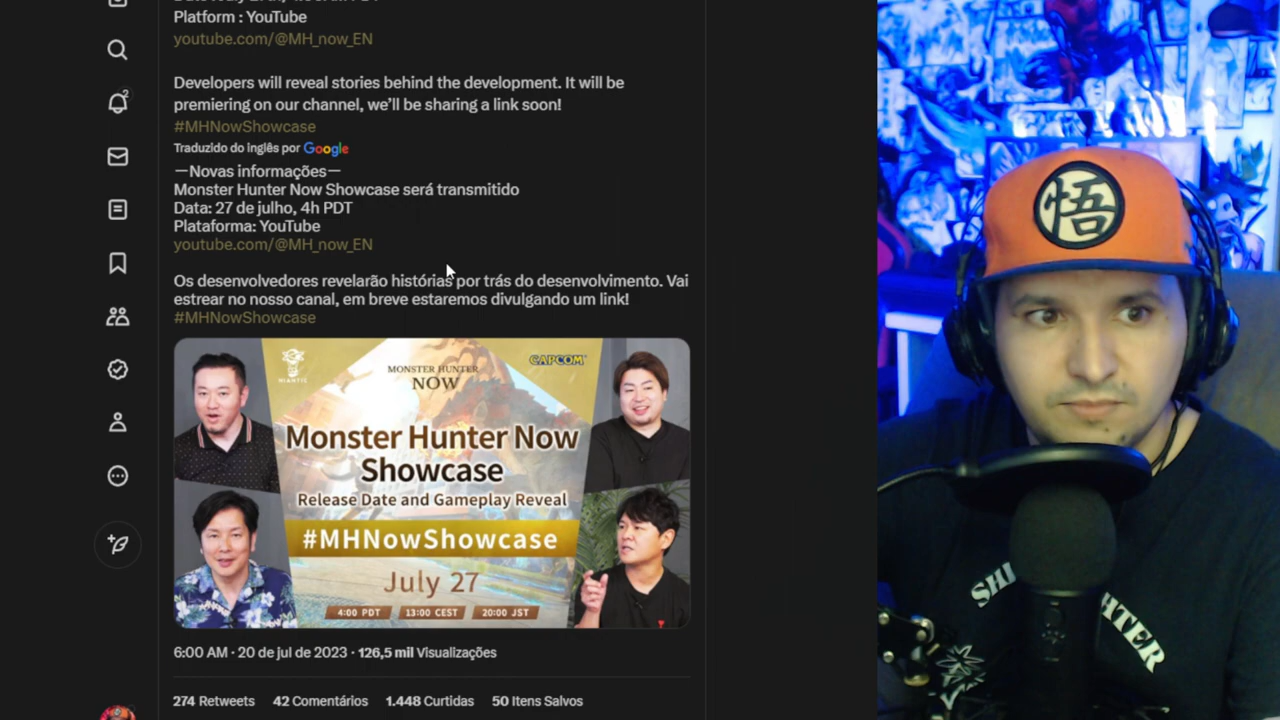 Platform : YouTube
youtube.com/@MH_now_EN
Developers will reveal stories behind the development. It will be
premiering on our channel, we'll be sharing a link soon!
#MHNowShowcase
Traduzido do inglês por Google
—Novas informações—
Monster Hunter Now Showcase será transmitido
Data: 27 de julho, 4h PDT
Plataforma: YouTube
youtube.com/@MH_now_EN
Os desenvolvedores revelarão histórias por trás do desenvolvimento. Vai
estrear no nosso canal, em breve estaremos divulgando um link!
#MHNowShowcase
NIANTIC
MONSTER HUNTER
NOW
CAPCOM
Monster Hunter Now
Showcase
Release Date and Gameplay Reveal
#MHNowShowcase
July 27
4:00 PDT 13:00 CEST 20:00 JST
6:00 AM · 20 de jul de 2023 · 126,5 mil Visualizações
274 Retweets 42 Comentários 1.448 Curtidas 50 Itens Salvos
2
悟